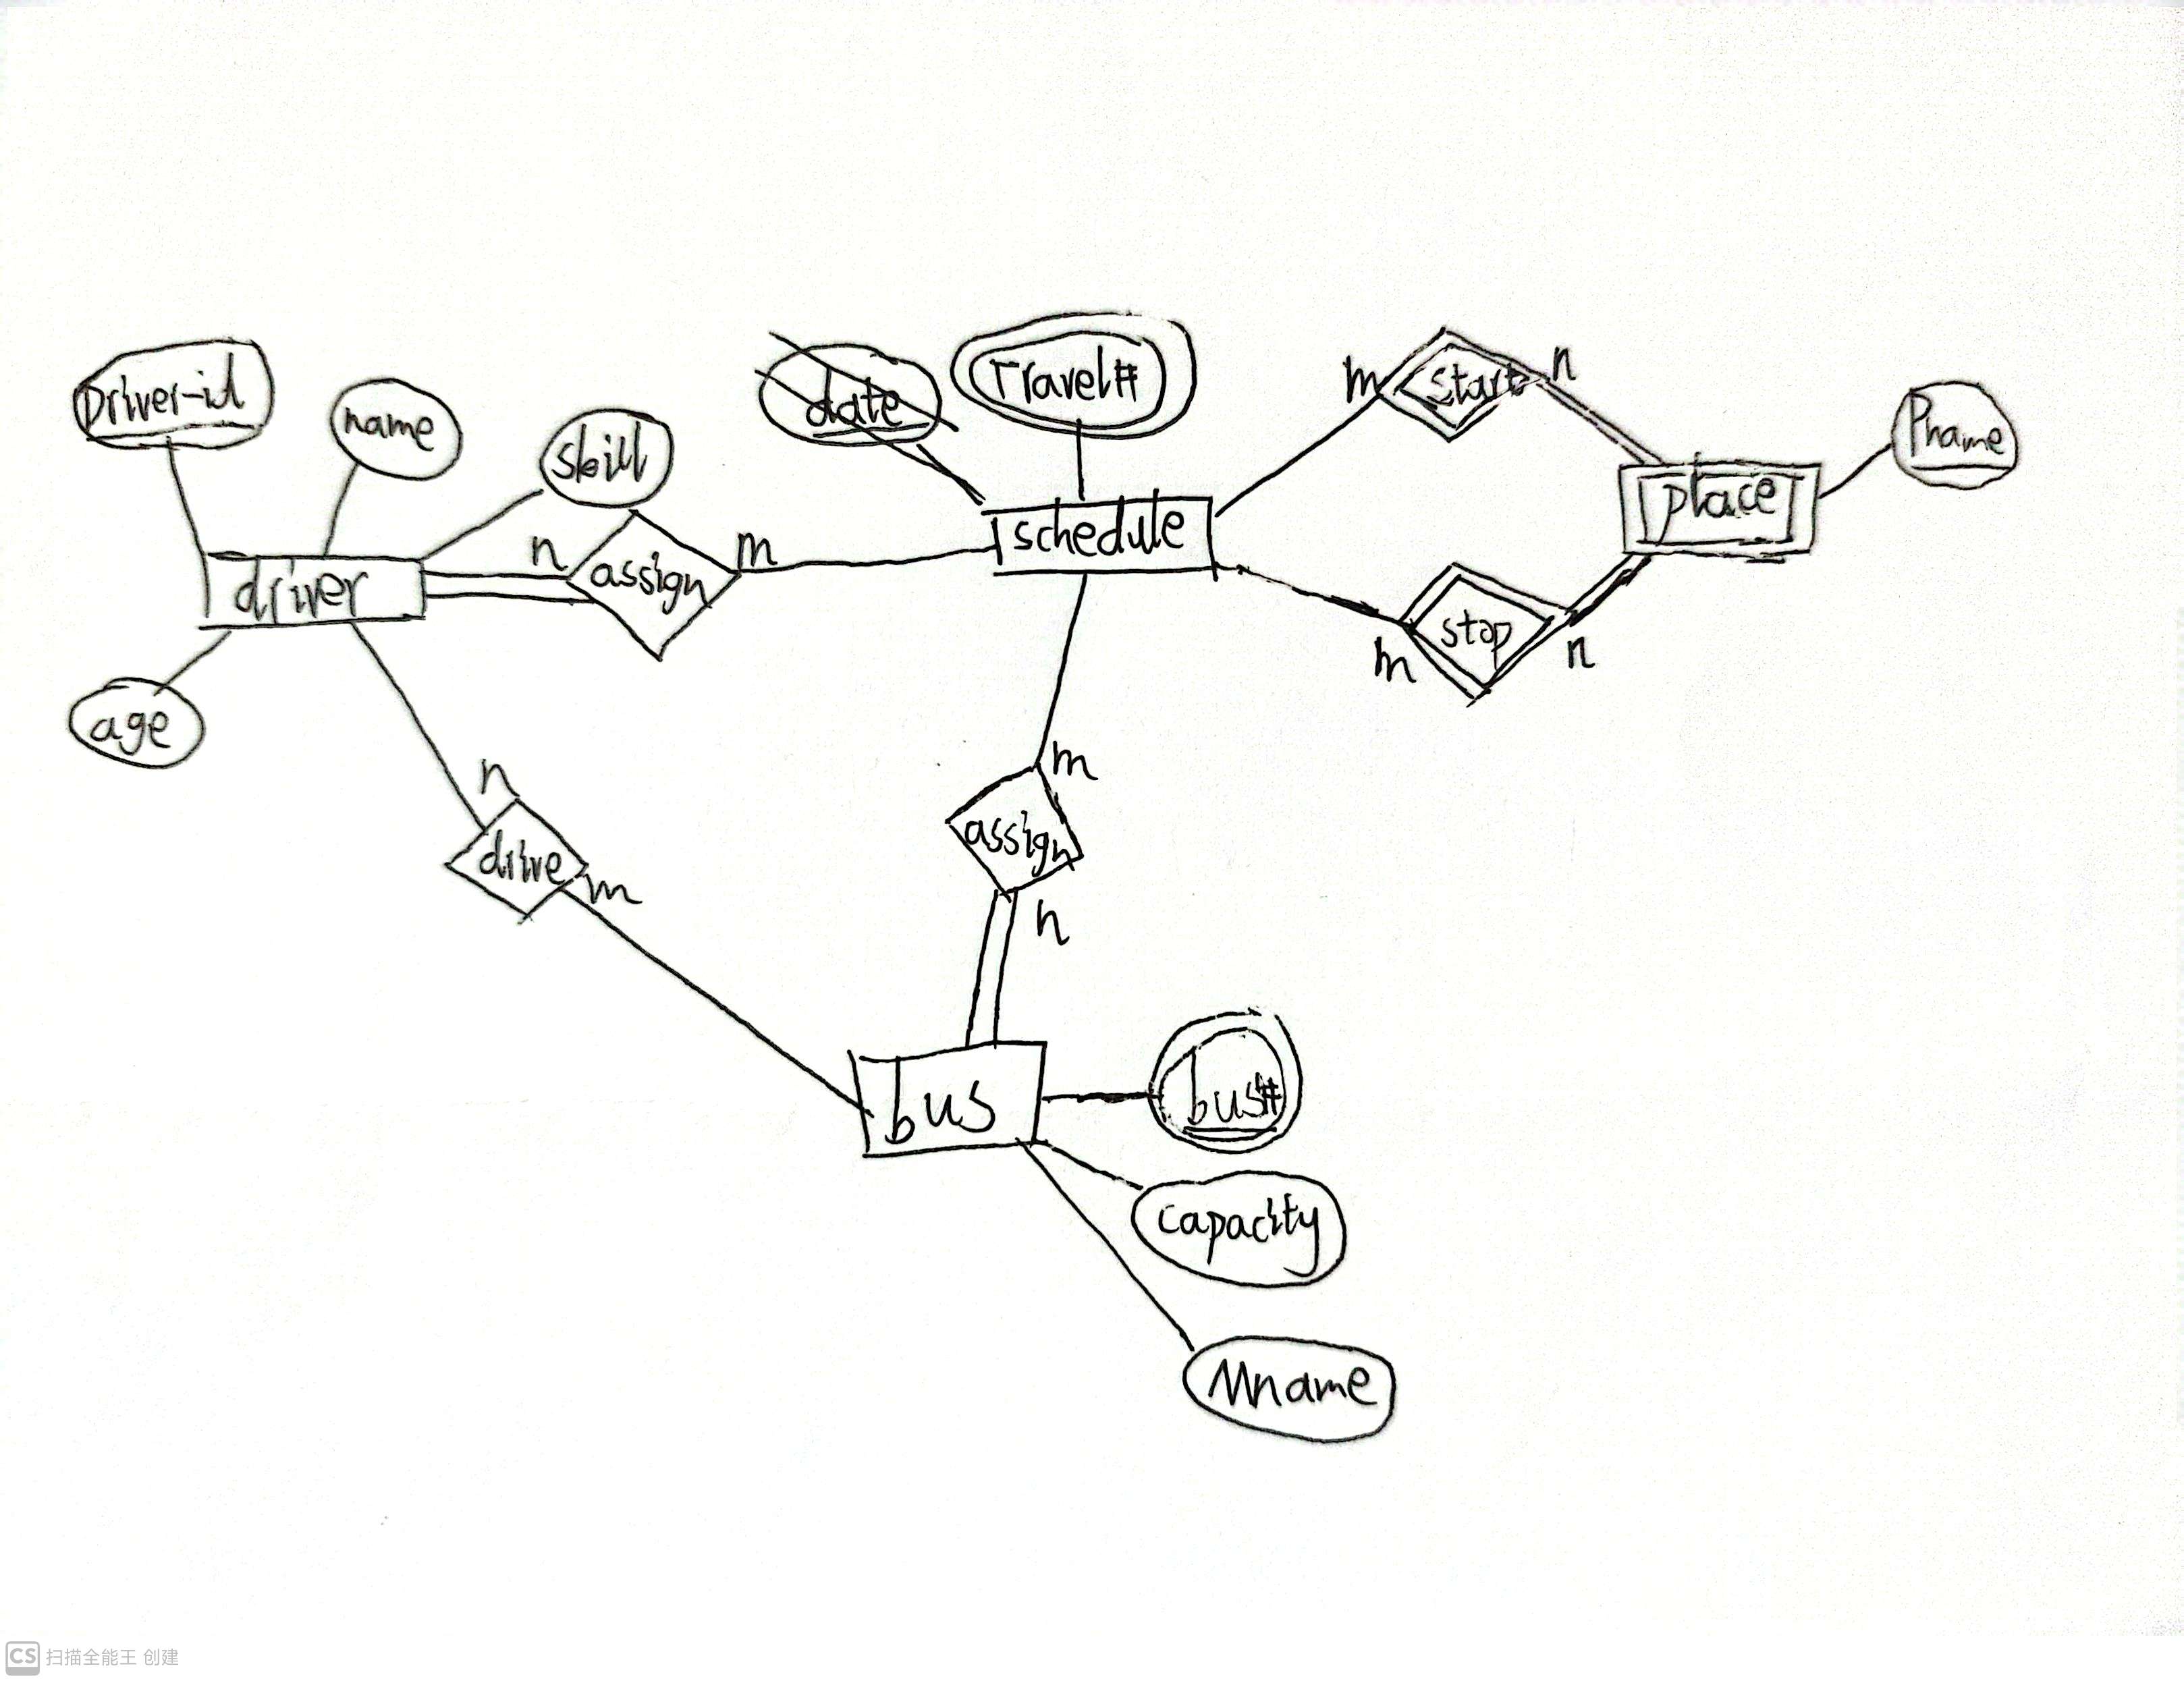 Driver-id
name
skill
date
Travel#
m
start
n
Pname
driver
n
assign
m
schedule
place
m
stop
n
age
n
drive
m
m
assign
n
bus
bus#
capacity
Mname
CS 扫描全能王 创建